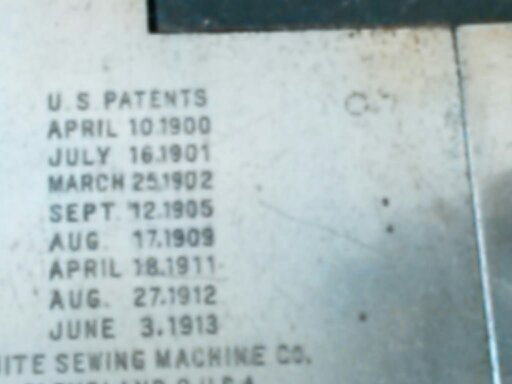 U.S. PATENTS
APRIL 10.1900
JULY 16.1901
MARCH 25.1902
SEPT. 12.1905
AUG. 17.1909
APRIL 18.1911
AUG. 27.1912
JUNE 3.1913
SEWING MACHINE CO.
U.S.A.